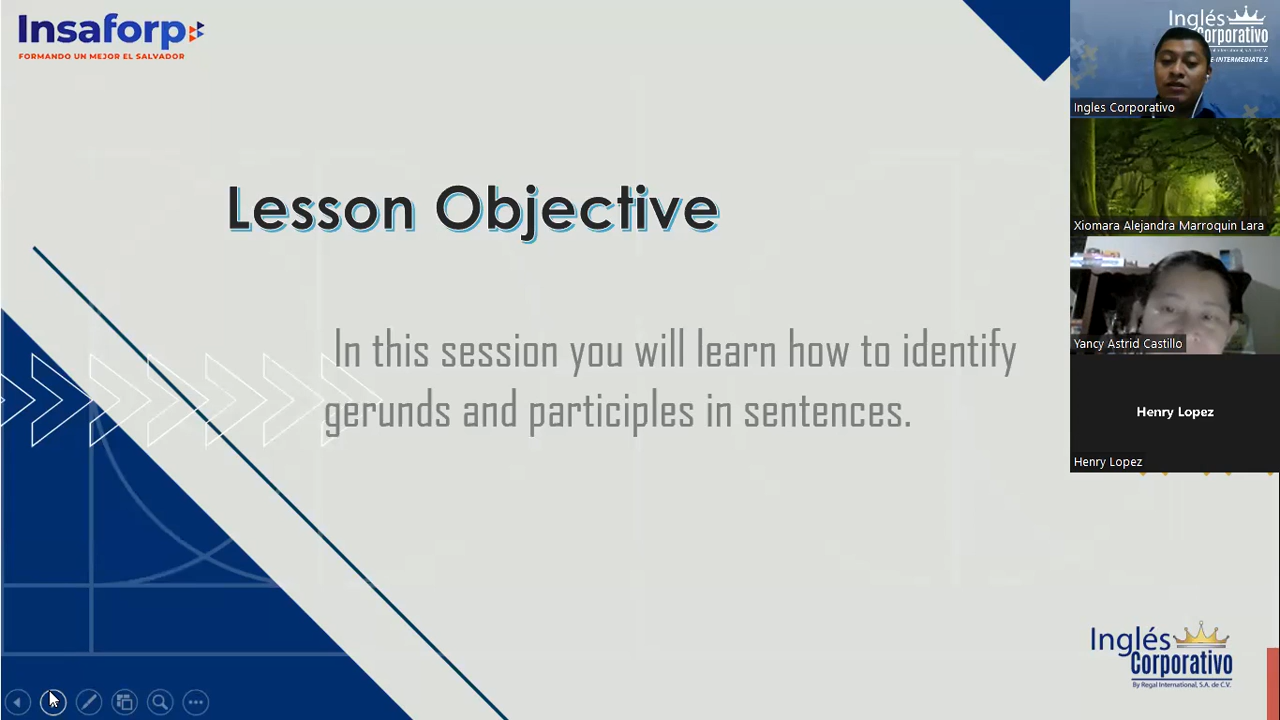 Insaforp
FORMANDO UN MEJOR EL SALVADOR
Lesson Objective
In this session you will learn how to identify
gerunds and participles in sentences.
Inglés
Corporativo
E-INTERMEDIATE 2
Ingles Corporativo
Xiomara Alejandra Marroquin Lara
Yancy Astrid Castillo
Henry Lopez
Henry Lopez
Inglés
Corporativo
By Regal International, S.A. de C.V.